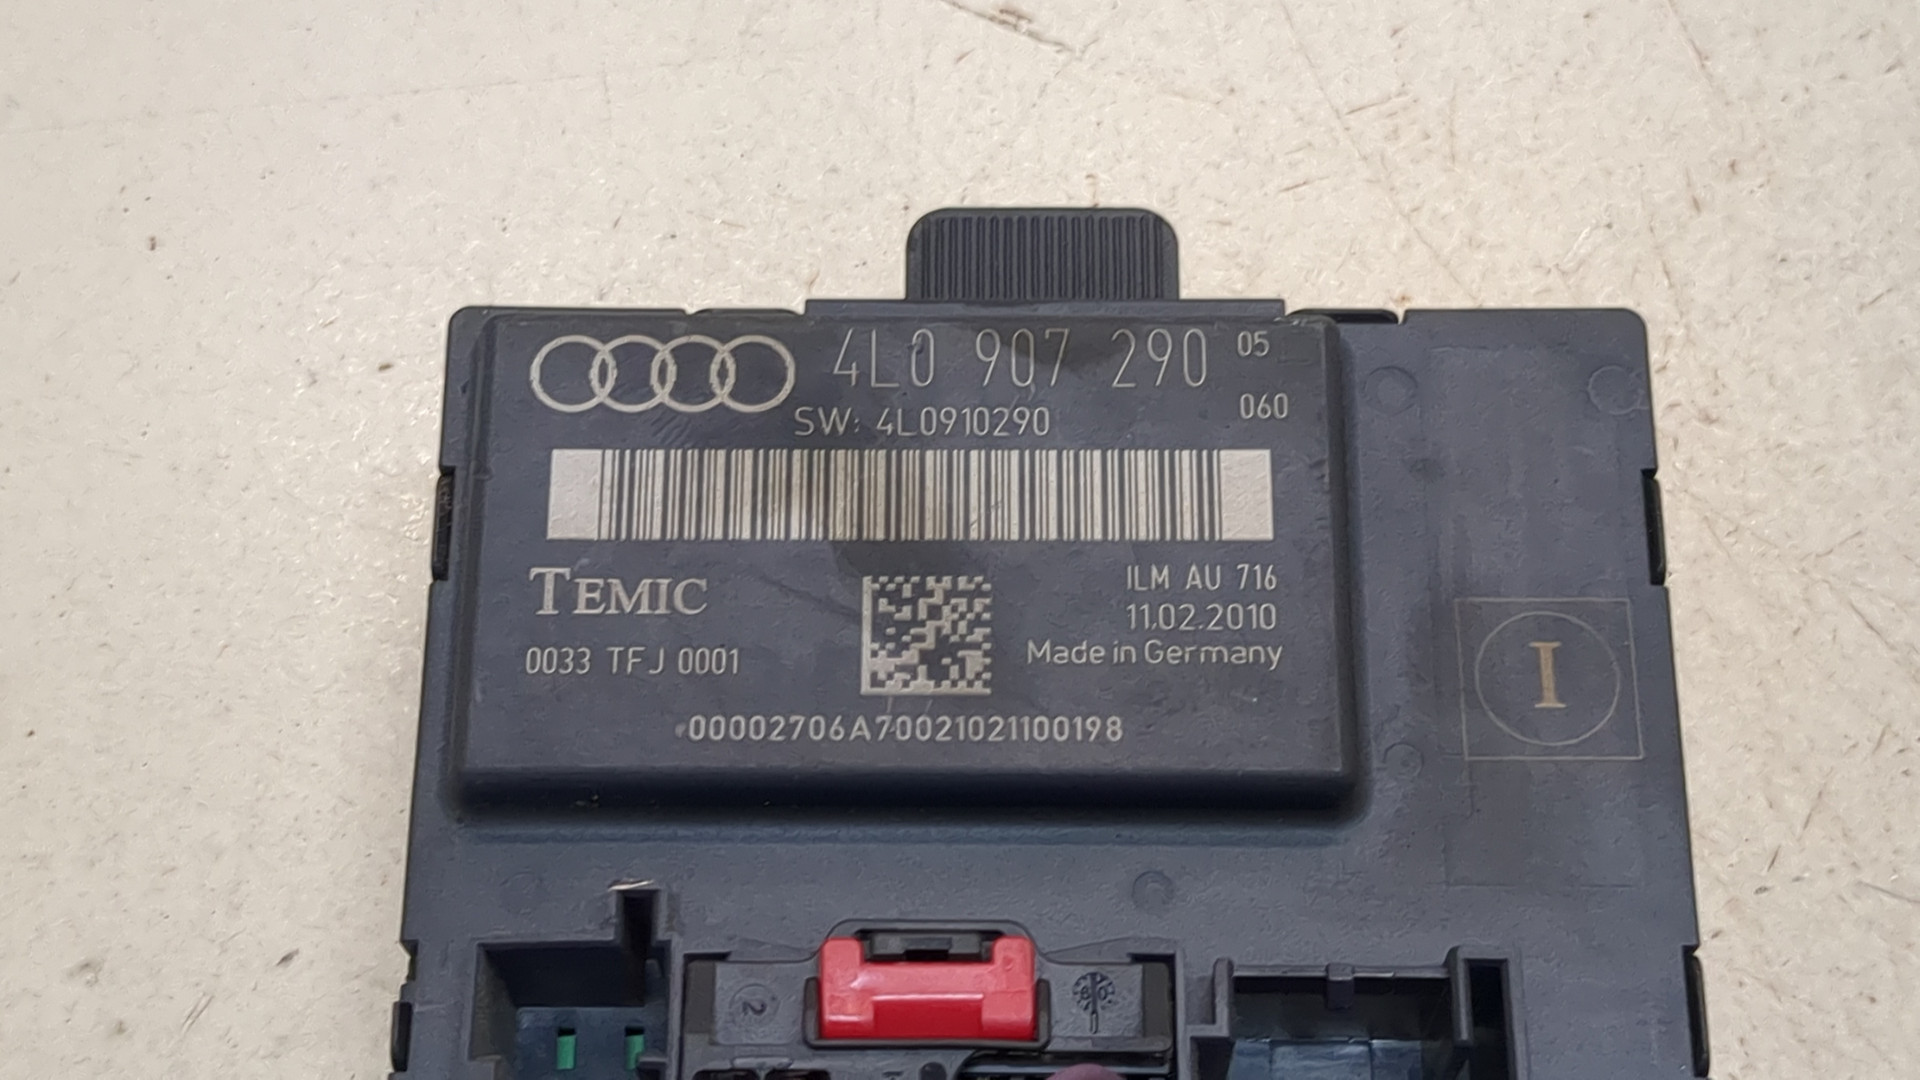 4L0 907 290 05
060
SW: 4L0910290
TEMIC
ILM AU 716
11.02.2010
0033 TFJ 0001
Made in Germany
00002706A70021021100198
I
2